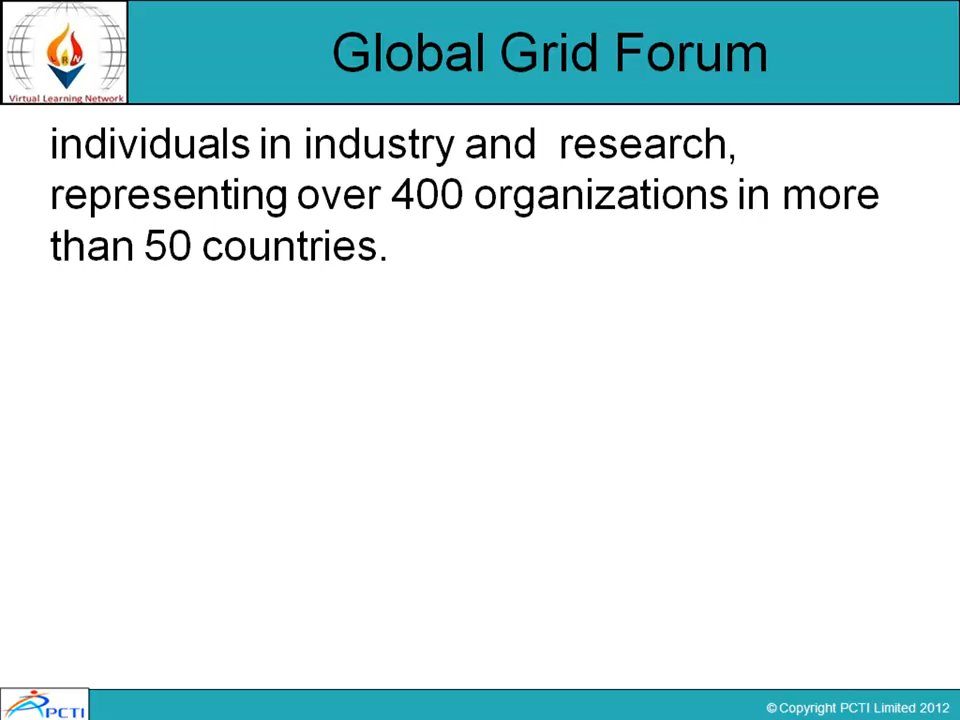 Global Grid Forum
Virtual Learning Network
individuals in industry and  research,
representing over 400 organizations in more
than 50 countries.
PCTI
© Copyright PCTI Limited 2012